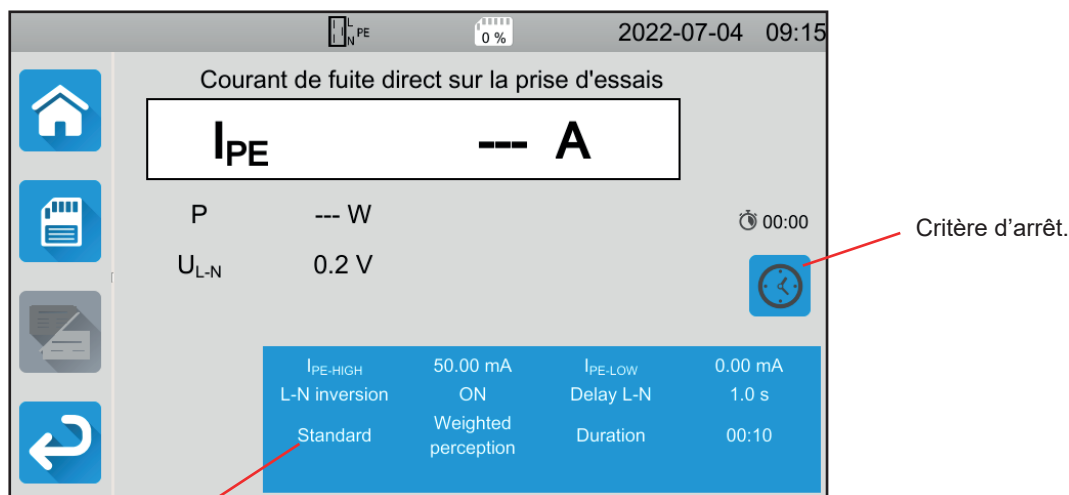 L
N PE
0 %
2022-07-04 09:15
Courant de fuite direct sur la prise d'essais
IPE --- A
P --- W
00:00
Critère d'arrêt.
UL-N 0.2 V
IPE-HIGH 50.00 mA IPE-LOW 0.00 mA
L-N inversion ON Delay L-N 1.0 s
Standard Weighted perception Duration 00:10